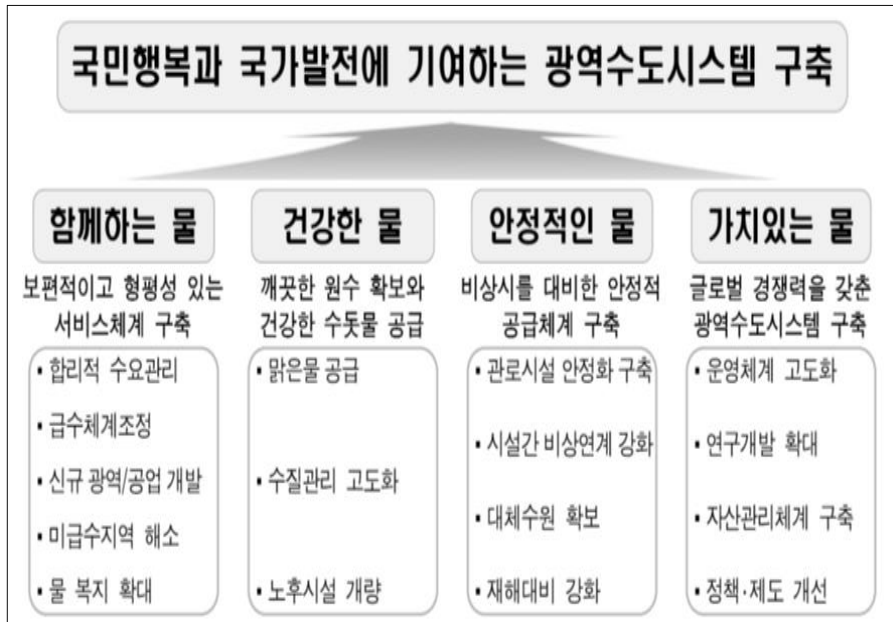 국민행복과 국가발전에 기여하는 광역수도시스템 구축
함께하는 물
보편적이고 형평성 있는
서비스체계 구축
▪ 합리적 수요관리
▪ 급수체계조정
▪ 신규 광역/공업 개발
▪ 미급수지역 해소
▪ 물 복지 확대
건강한 물
깨끗한 원수 확보와
건강한 수돗물 공급
▪ 맑은물 공급
▪ 수질관리 고도화
▪ 노후시설 개량
안정적인 물
비상시를 대비한 안정적
공급체계 구축
▪ 관로시설 안정화 구축
▪ 시설간 비상연계 강화
▪ 대체수원 확보
▪ 재해대비 강화
가치있는 물
글로벌 경쟁력을 갖춘
광역수도시스템 구축
▪ 운영체계 고도화
▪ 연구개발 확대
▪ 자산관리체계 구축
▪ 정책·제도 개선